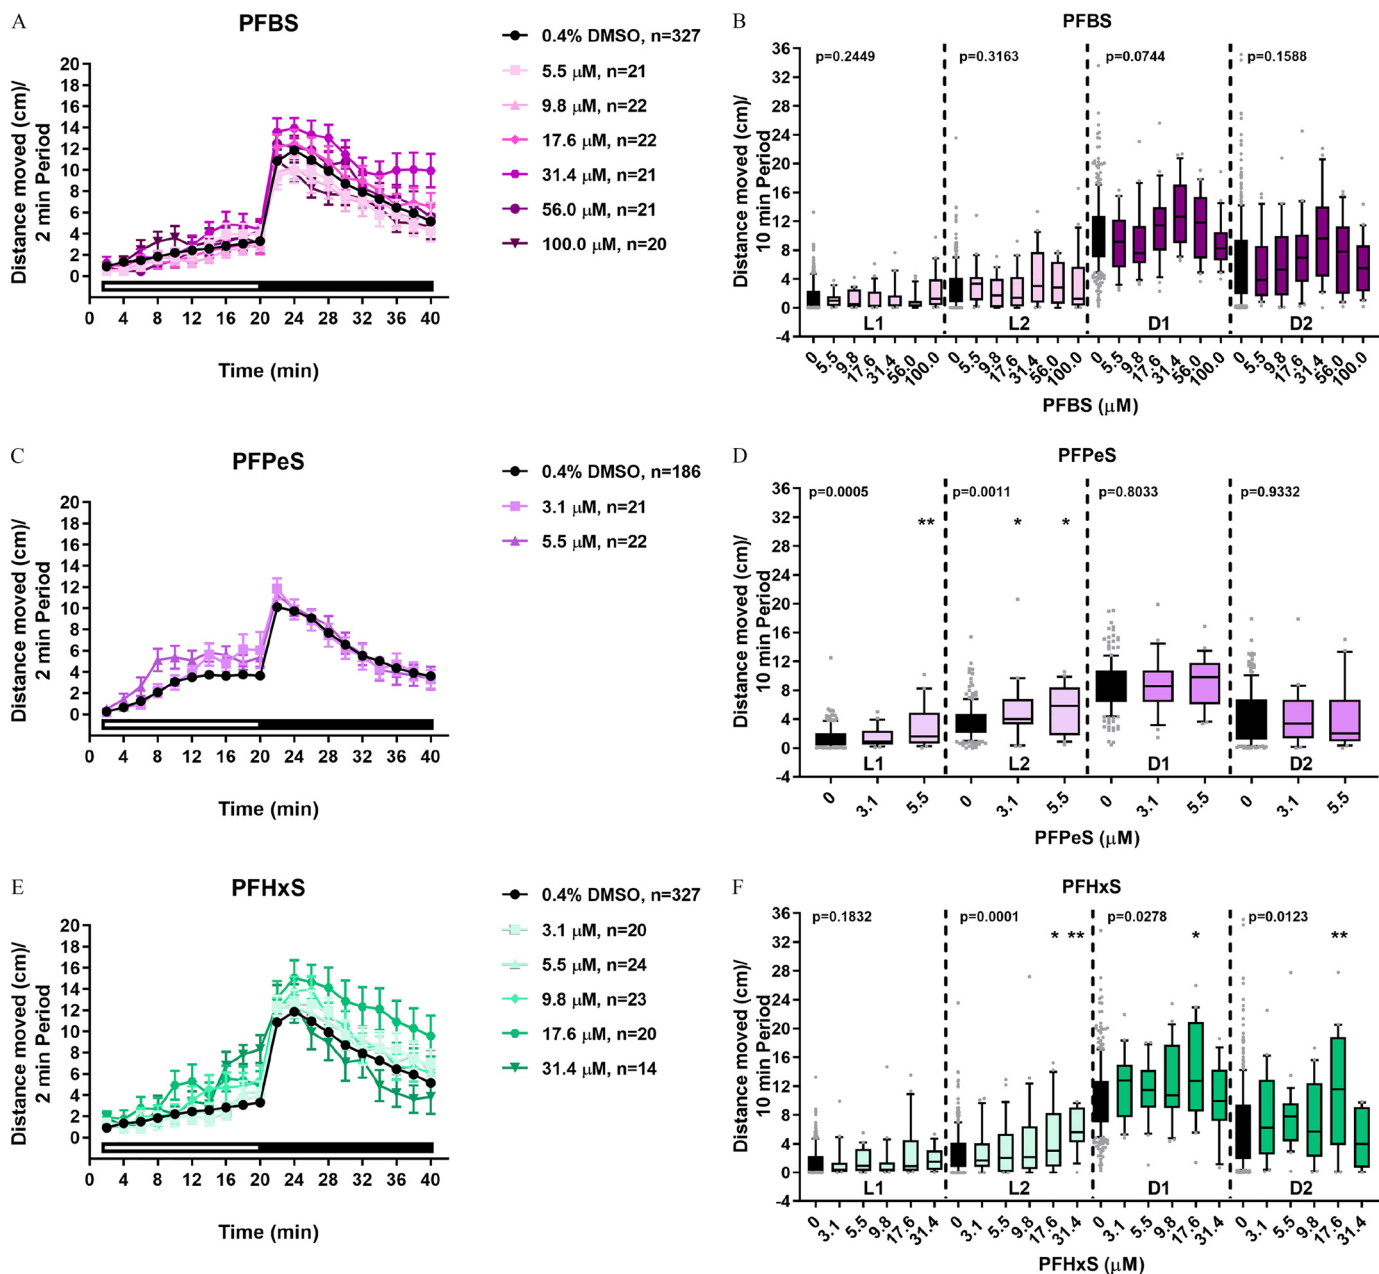 A
PFBS
Distance moved (cm)/
2 min Period
20
18
16
14
12
10
8
6
4
2
0
0 4 8 12 16 20 24 28 32 36 40
Time (min)
0.4% DMSO, n=327
5.5 μM, n=21
9.8 μM, n=22
17.6 μM, n=22
31.4 μM, n=21
56.0 μM, n=21
100.0 μM, n=20
B
PFBS
Distance moved (cm)/
10 min Period
36
32
28
24
20
16
12
8
4
0
-4
p=0.2449 p=0.3163 p=0.0744 p=0.1588
L1 L2 D1 D2
0 5.5 9.8 17.6 31.4 56.0 100.0 0 5.5 9.8 17.6 31.4 56.0 100.0 0 5.5 9.8 17.6 31.4 56.0 100.0 0 5.5 9.8 17.6 31.4 56.0 100.0
PFBS (μM)
C
PFPeS
Distance moved (cm)/
2 min Period
20
18
16
14
12
10
8
6
4
2
0
0 4 8 12 16 20 24 28 32 36 40
Time (min)
0.4% DMSO, n=186
3.1 μM, n=21
5.5 μM, n=22
D
PFPeS
Distance moved (cm)/
10 min Period
36
32
28
24
20
16
12
8
4
0
-4
p=0.0005 p=0.0011 p=0.8033 p=0.9332
** * *
L1 L2 D1 D2
0 3.1 5.5 0 3.1 5.5 0 3.1 5.5 0 3.1 5.5
PFPeS (μM)
E
PFHxS
Distance moved (cm)/
2 min Period
20
18
16
14
12
10
8
6
4
2
0
0 4 8 12 16 20 24 28 32 36 40
Time (min)
0.4% DMSO, n=327
3.1 μM, n=20
5.5 μM, n=24
9.8 μM, n=23
17.6 μM, n=20
31.4 μM, n=14
F
PFHxS
Distance moved (cm)/
10 min Period
36
32
28
24
20
16
12
8
4
0
-4
p=0.1832 p=0.0001 p=0.0278 p=0.0123
* ** * **
L1 L2 D1 D2
0 3.1 5.5 9.8 17.6 31.4 0 3.1 5.5 9.8 17.6 31.4 0 3.1 5.5 9.8 17.6 31.4 0 3.1 5.5 9.8 17.6 31.4
PFHxS (μM)